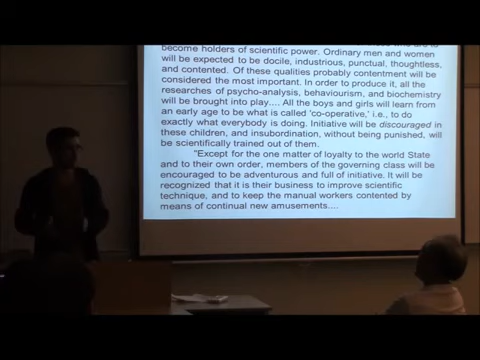 become holders of scientific power. Ordinary men and women
will be expected to be docile, industrious, punctual, thoughtless,
and contented. Of these qualities probably contentment will be
considered the most important. In order to produce it, all the
researches of psycho-analysis, behaviourism, and biochemistry
will be brought into play.... All the boys and girls will learn from
an early age to be what is called 'co-operative,' i.e., to do
exactly what everybody is doing. Initiative will be discouraged in
these children, and insubordination, without being punished, will
be scientifically trained out of them.
"Except for the one matter of loyalty to the world State
and to their own order, members of the governing class will be
encouraged to be adventurous and full of initiative. It will be
recognized that it is their business to improve scientific
technique, and to keep the manual workers contented by
means of continual new amusements....